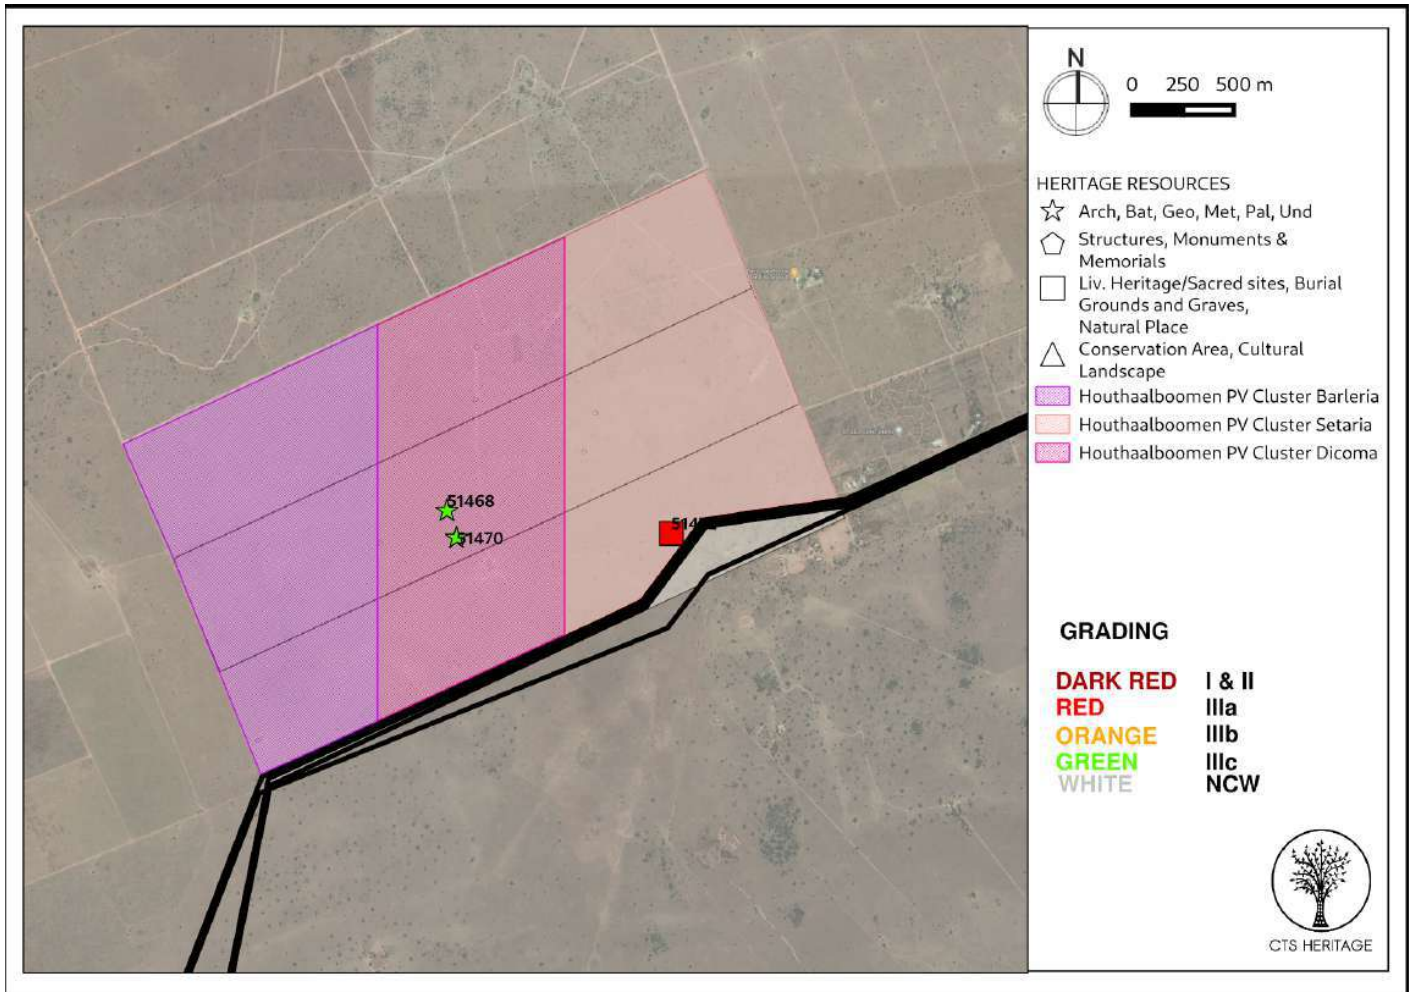 N
0 250 500 m
HERITAGE RESOURCES
Arch, Bat, Geo, Met, Pal, Und
Structures, Monuments &
Memorials
Liv. Heritage/Sacred sites, Burial
Grounds and Graves,
Natural Place
Conservation Area, Cultural
Landscape
Houthaalboomen PV Cluster Barleria
Houthaalboomen PV Cluster Setaria
Houthaalboomen PV Cluster Dicoma
51468
51470
GRADING
DARK RED I & II
RED IIIa
ORANGE IIIb
GREEN IIIc
WHITE NCW
CTS HERITAGE